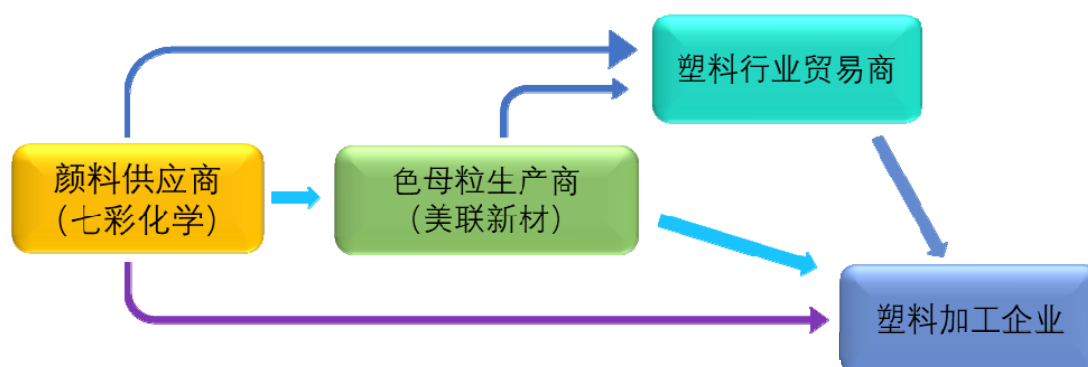 塑料行业贸易商
颜料供应商
（七彩化学）
色母粒生产商
（美联新材）
塑料加工企业